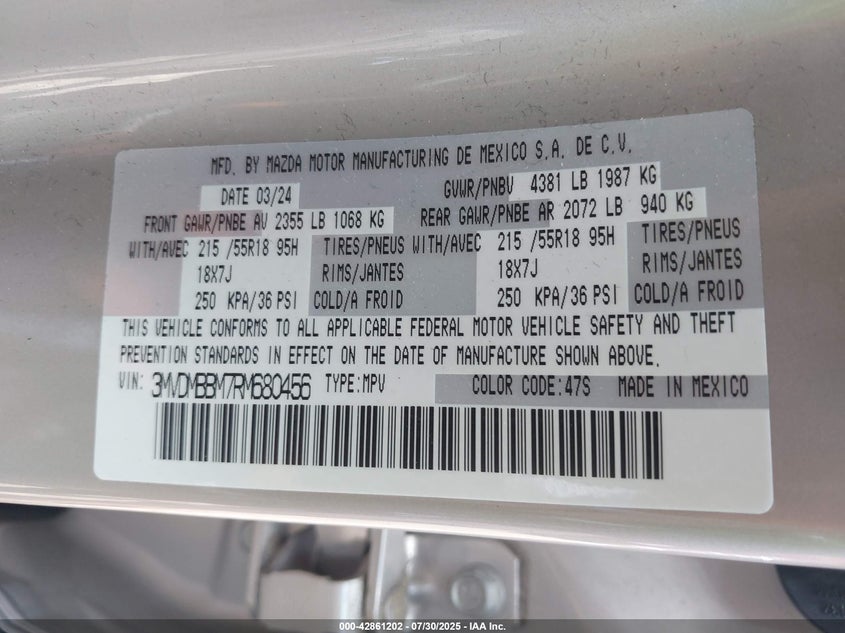 MFD. BY MAZDA MOTOR MANUFACTURING DE MEXICO S.A. DE C.V.
DATE 03/24 GVWR/PNBV 4381 LB 1987 KG
FRONT GAWR/PNBE AV 2355 LB 1068 KG REAR GAWR/PNBE AR 2072 LB 940 KG
WITH/AVEC 215 /55R18 95H TIRES/PNEUS WITH/AVEC 215 /55R18 95H TIRES/PNEUS
18X7J RIMS/JANTES 18X7J RIMS/JANTES
250 KPA/36 PSI COLD/A FROID 250 KPA/36 PSI COLD/A FROID
THIS VEHICLE CONFORMS TO ALL APPLICABLE FEDERAL MOTOR VEHICLE SAFETY AND THEFT
PREVENTION STANDARDS IN EFFECT ON THE DATE OF MANUFACTURE SHOWN ABOVE.
VIN: 3MVDMBBM7RM680456 TYPE:MPV COLOR CODE:47S MADE IN MEXICO
000-42861202 - 07/30/2025 - IAA Inc.